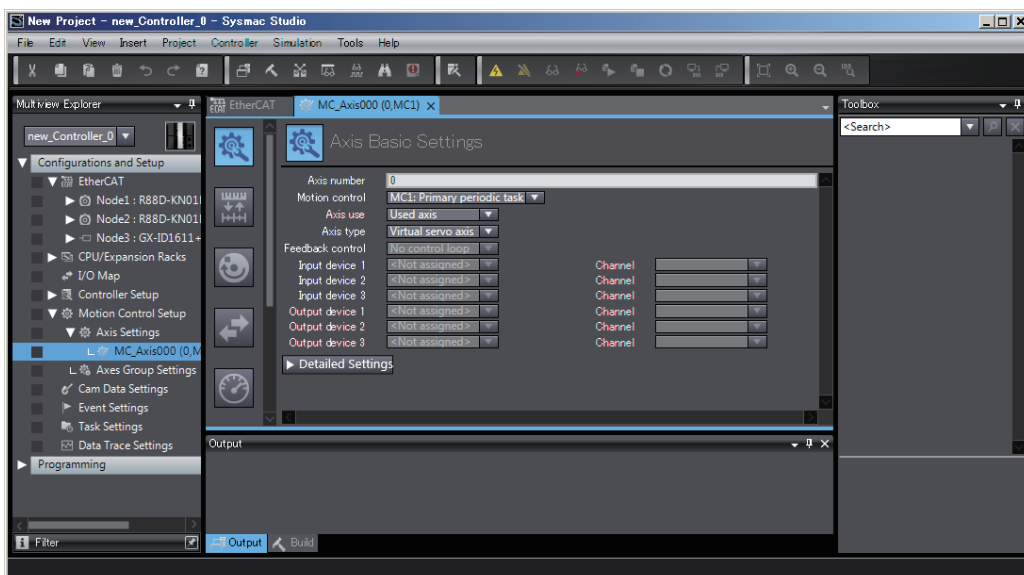 New Project - new_Controller_0 - Sysmac Studio
File Edit View Insert Project Controller Simulation Tools Help
Multiview Explorer
new_Controller_0
Configurations and Setup
EtherCAT
Node1 : R88D-KN01
Node2 : R88D-KN01
Node3 : GX-ID1611+
CPU/Expansion Racks
I/O Map
Controller Setup
Motion Control Setup
Axis Settings
MC_Axis000 (0,M
Axes Group Settings
Cam Data Settings
Event Settings
Task Settings
Data Trace Settings
Programming
Filter
EtherCAT MC_Axis000 (0,MC1)
Axis Basic Settings
Axis number 0
Motion control MC1: Primary periodic task
Axis use Used axis
Axis type Virtual servo axis
Feedback control No control loop
Input device 1 <Not assigned> Channel
Input device 2 <Not assigned> Channel
Input device 3 <Not assigned> Channel
Output device 1 <Not assigned> Channel
Output device 2 <Not assigned> Channel
Output device 3 <Not assigned> Channel
Detailed Settings
Output
Output Build
Toolbox
<Search>